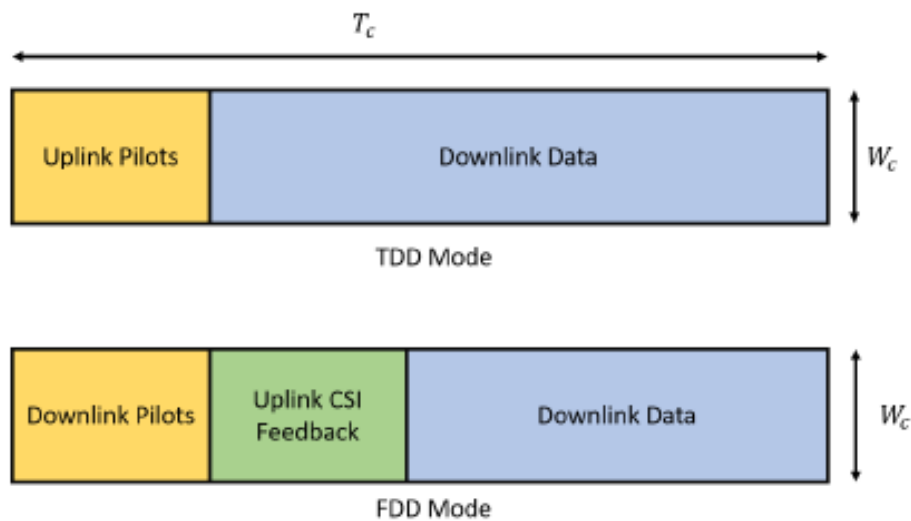 T_c
Uplink Pilots
Downlink Data
W_c
TDD Mode
Downlink Pilots
Uplink CSI
Feedback
Downlink Data
W_c
FDD Mode